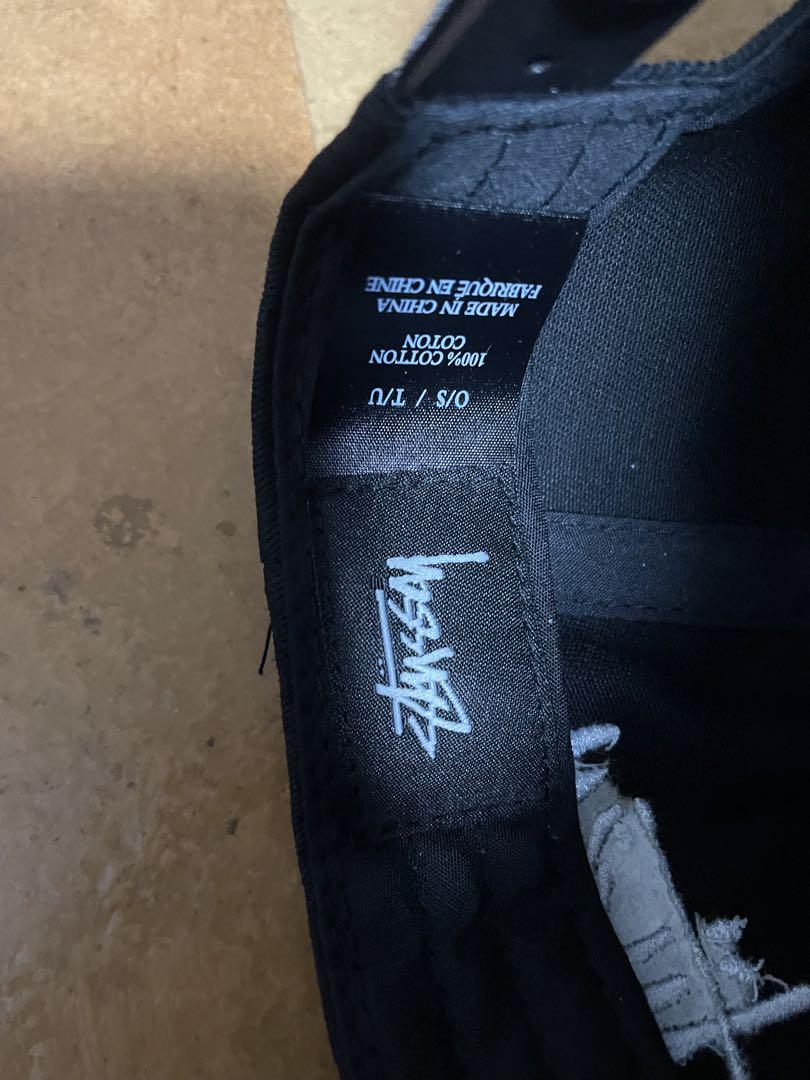 O/S / T/U
100% COTTON
COTON
MADE IN CHINA
FABRIQUÉ EN CHINE
Stüssy